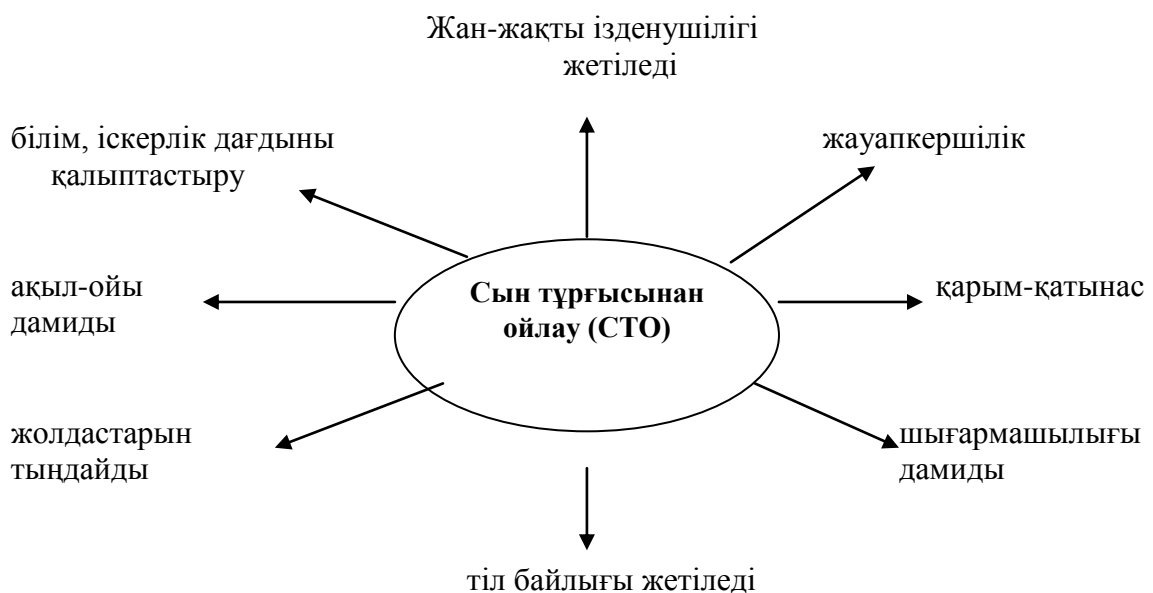 Жан-жақты ізденушілігі
жетіледі
білім, іскерлік дағдыны
қалыптастыру
жауапкершілік
ақыл-ойы
дамиды
Сын тұрғысынан
ойлау (СТО)
қарым-қатынас
жолдастарын
тыңдайды
шығармашылығы
дамиды
тіл байлығы жетіледі